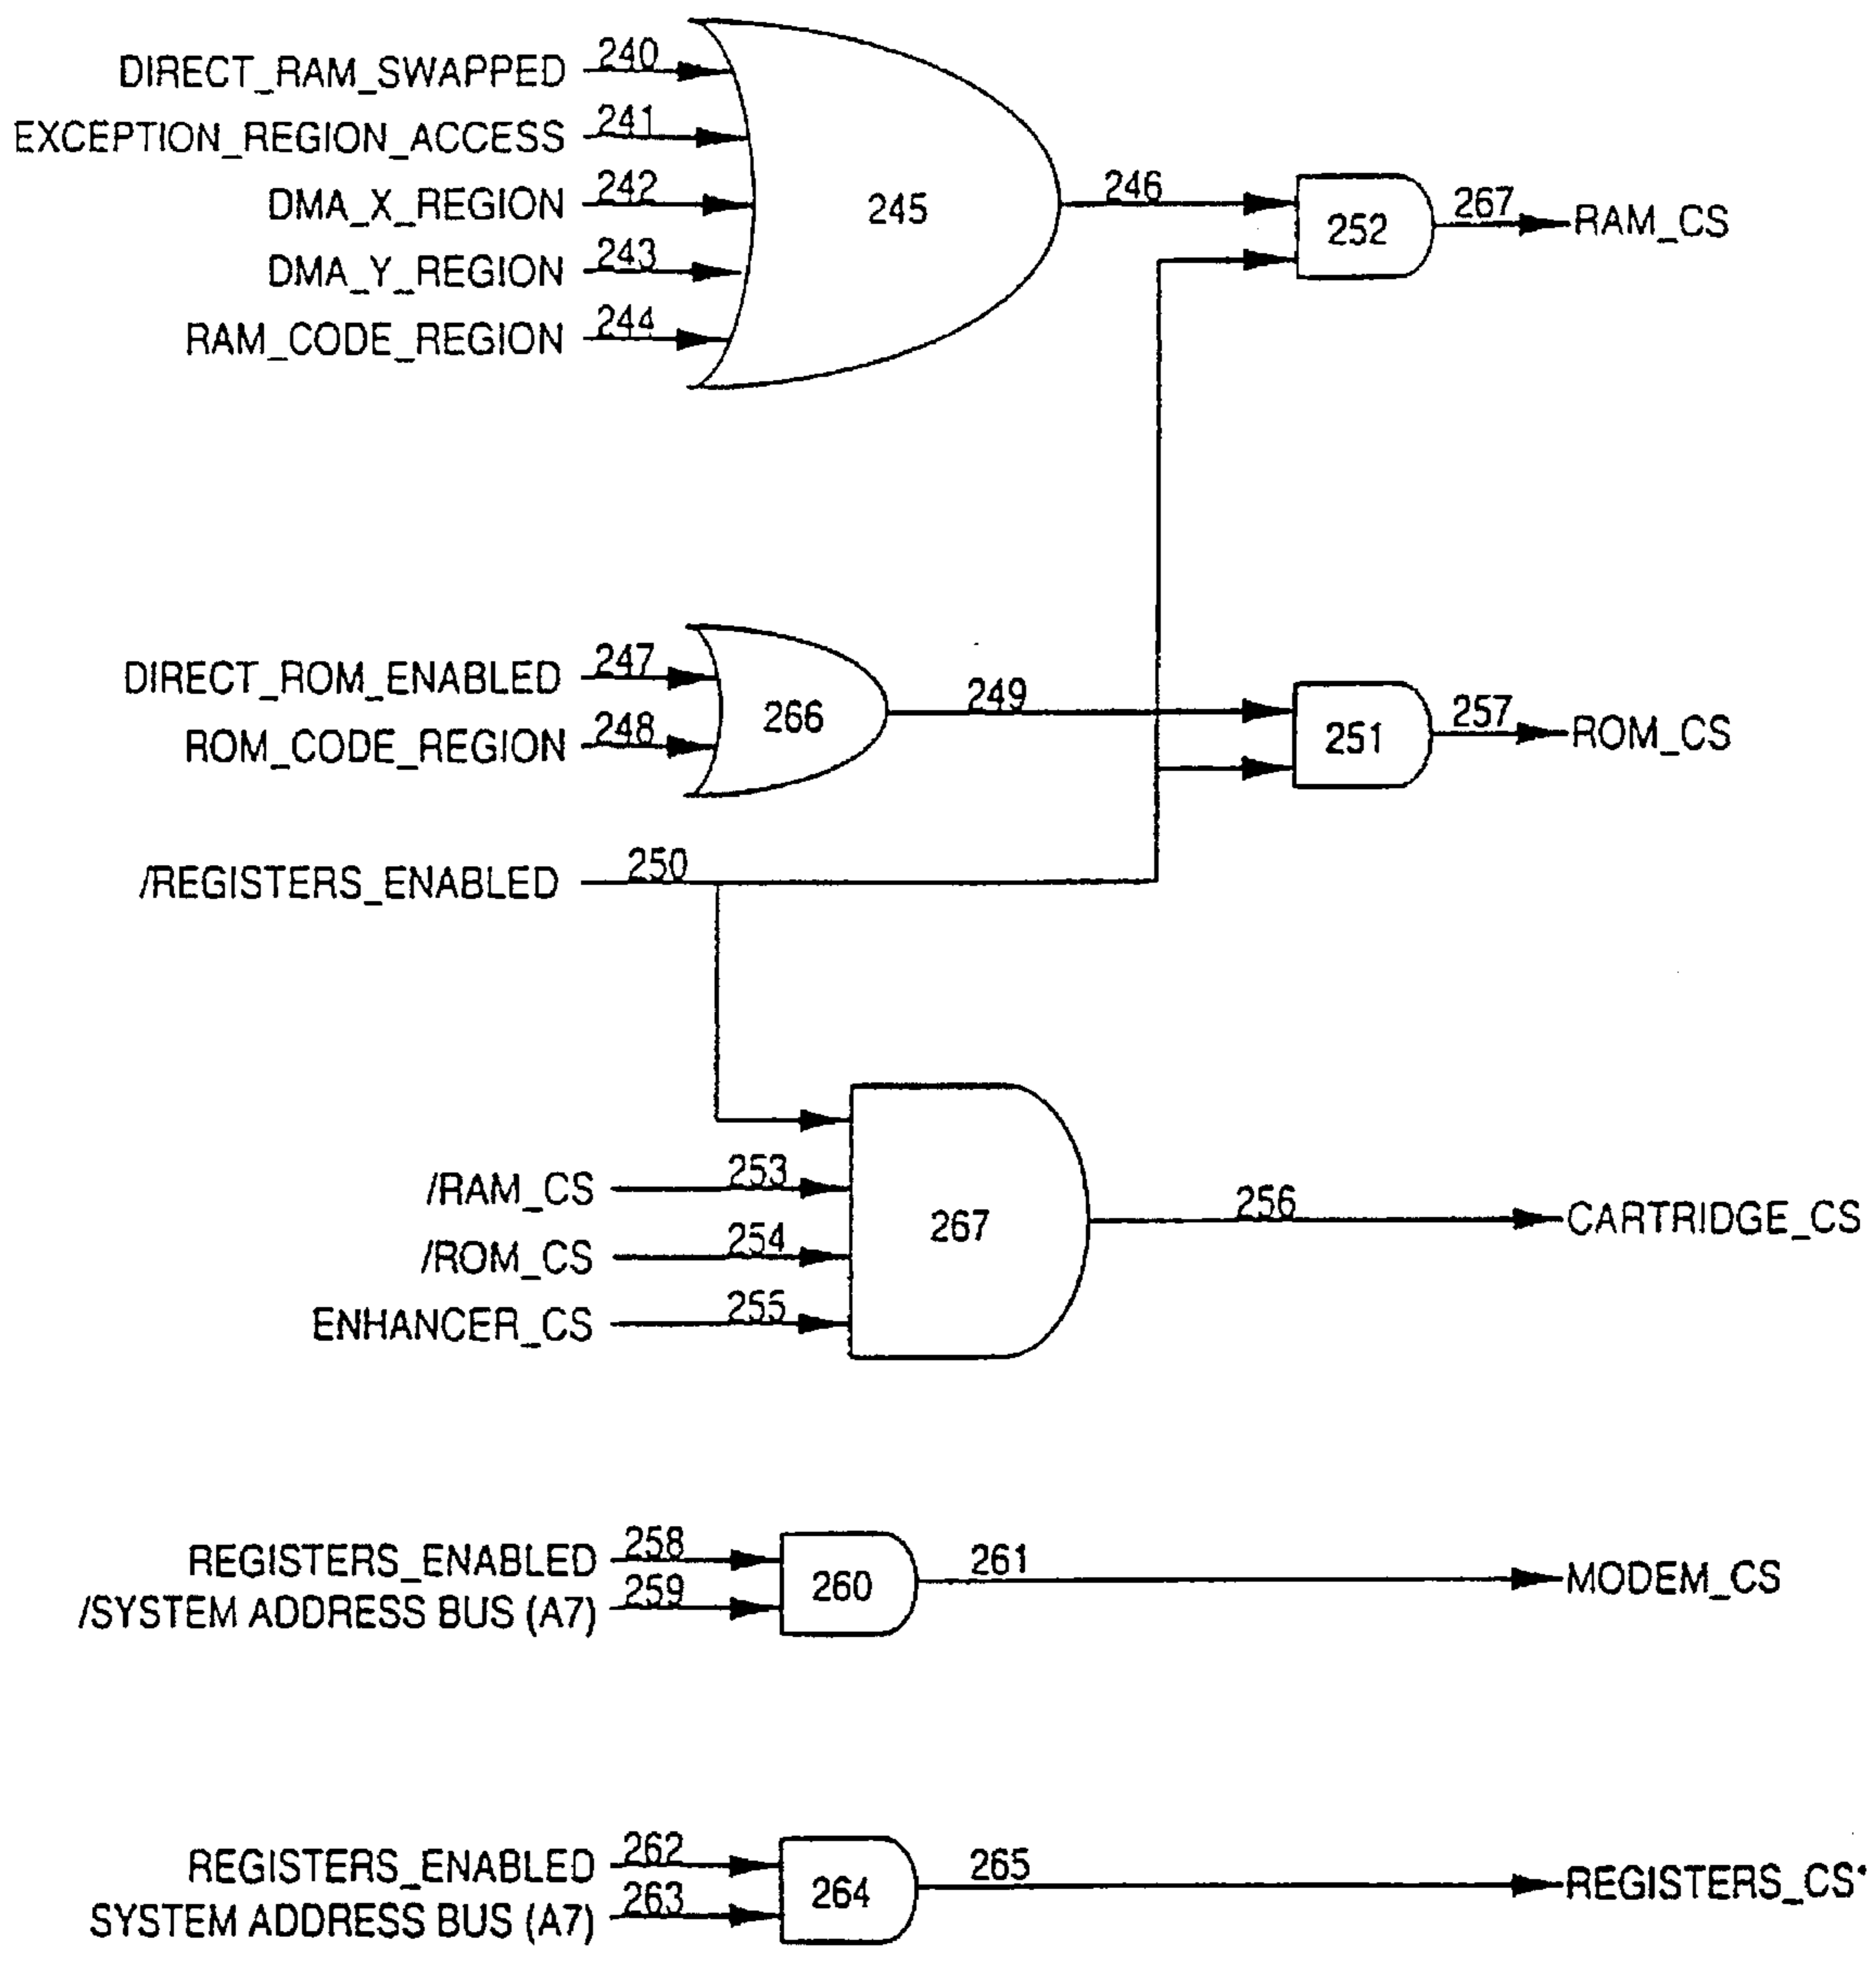 DIRECT_RAM_SWAPPED 240
EXCEPTION_REGION_ACCESS 241
DMA_X_REGION 242
DMA_Y_REGION 243
RAM_CODE_REGION 244
245
246
252
267 RAM_CS
DIRECT_ROM_ENABLED 247
ROM_CODE_REGION 248
266
249
251
257 ROM_CS
/REGISTERS_ENABLED 250
/RAM_CS 253
/ROM_CS 254
ENHANCER_CS 255
267
256 CARTRIDGE_CS
REGISTERS_ENABLED 258
/SYSTEM ADDRESS BUS (A7) 259
260
261 MODEM_CS
REGISTERS_ENABLED 262
SYSTEM ADDRESS BUS (A7) 263
264
265 REGISTERS_CS*